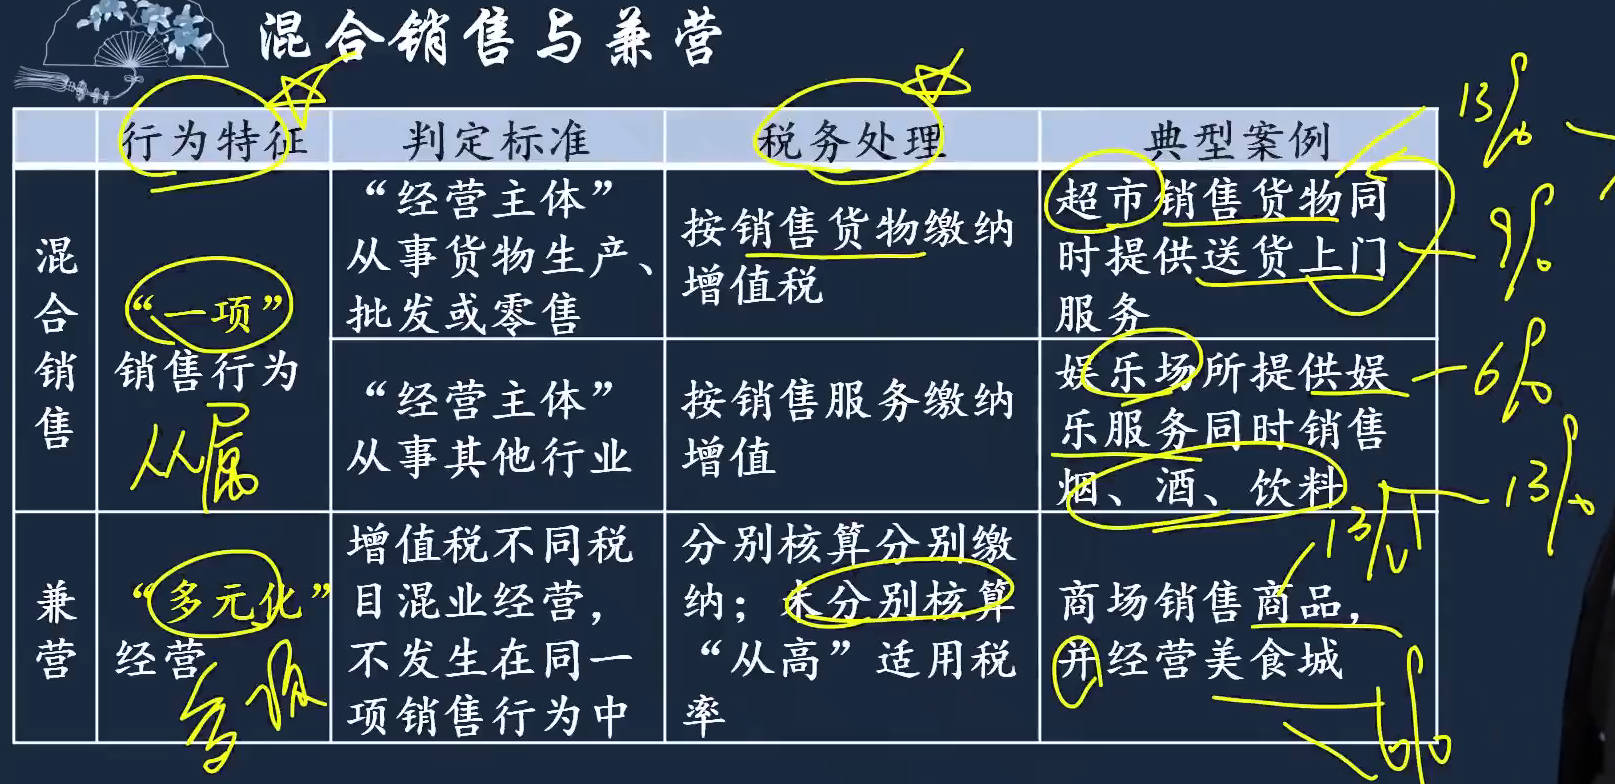 混合销售与兼营
行为特征
判定标准
税务处理
典型案例
混
合
销
售
“一项”
销售行为
从属
“经营主体”
从事货物生产、
批发或零售
按销售货物缴纳
增值税
超市销售货物同
时提供送货上门
服务
13%
9%
“经营主体”
从事其他行业
按销售服务缴纳
增值
娱乐场所提供娱
乐服务同时销售
烟、酒、饮料
6%
13%
兼
营
“多元化”
经营
多项
增值税不同税
目混业经营，
不发生在同一
项销售行为中
分别核算分别缴
纳；未分别核算
“从高”适用税
率
商场销售商品，
并经营美食城
13%
6%